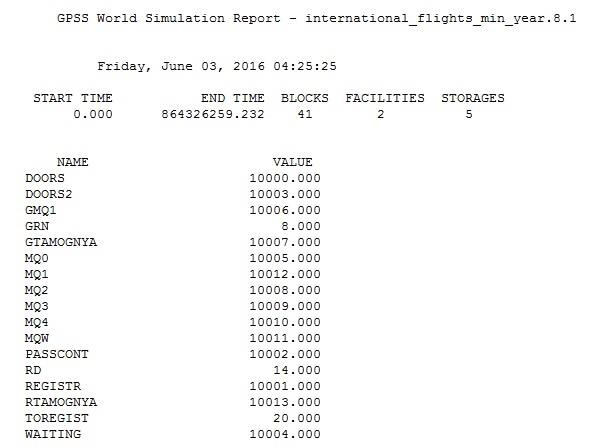 GPSS World Simulation Report - international_flights_min_year.8.1
Friday, June 03, 2016 04:25:25
START TIME END TIME BLOCKS FACILITIES STORAGES
0.000 864326259.232 41 2 5
NAME VALUE
DOORS 10000.000
DOORS2 10003.000
GMQ1 10006.000
GRN 8.000
GTAMOGNYA 10007.000
MQ0 10005.000
MQ1 10012.000
MQ2 10008.000
MQ3 10009.000
MQ4 10010.000
MQW 10011.000
PASSCONT 10002.000
RD 14.000
REGISTR 10001.000
RTAMOGNYA 10013.000
TOREGIST 20.000
WAITING 10004.000